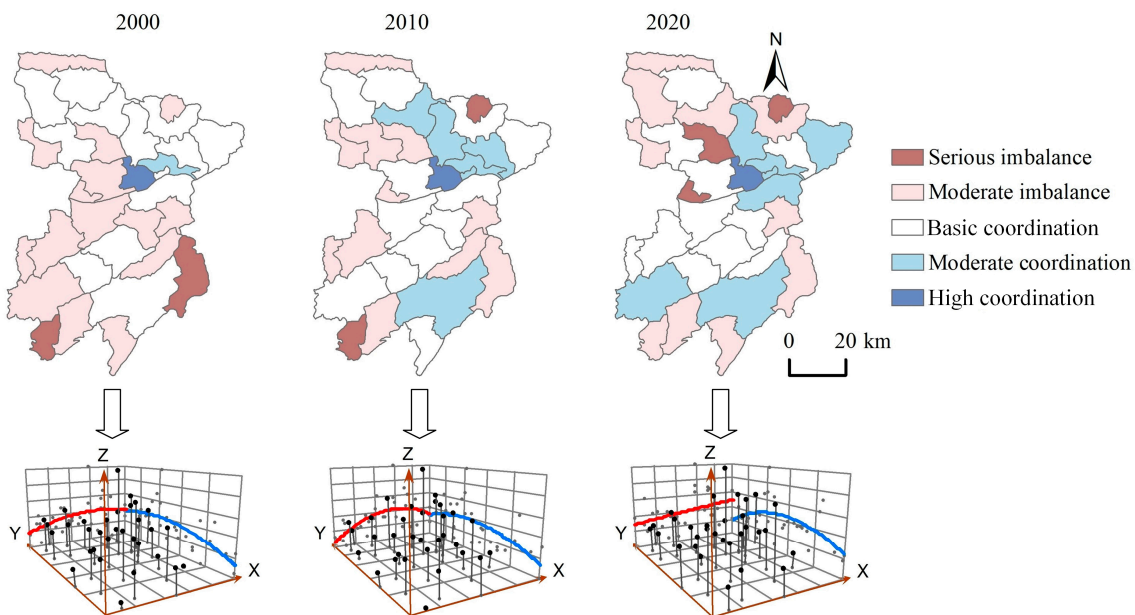 2000
2010
2020
N
Serious imbalance
Moderate imbalance
Basic coordination
Moderate coordination
High coordination
0 20 km
Z
Y
X
Z
Y
X
Z
Y
X